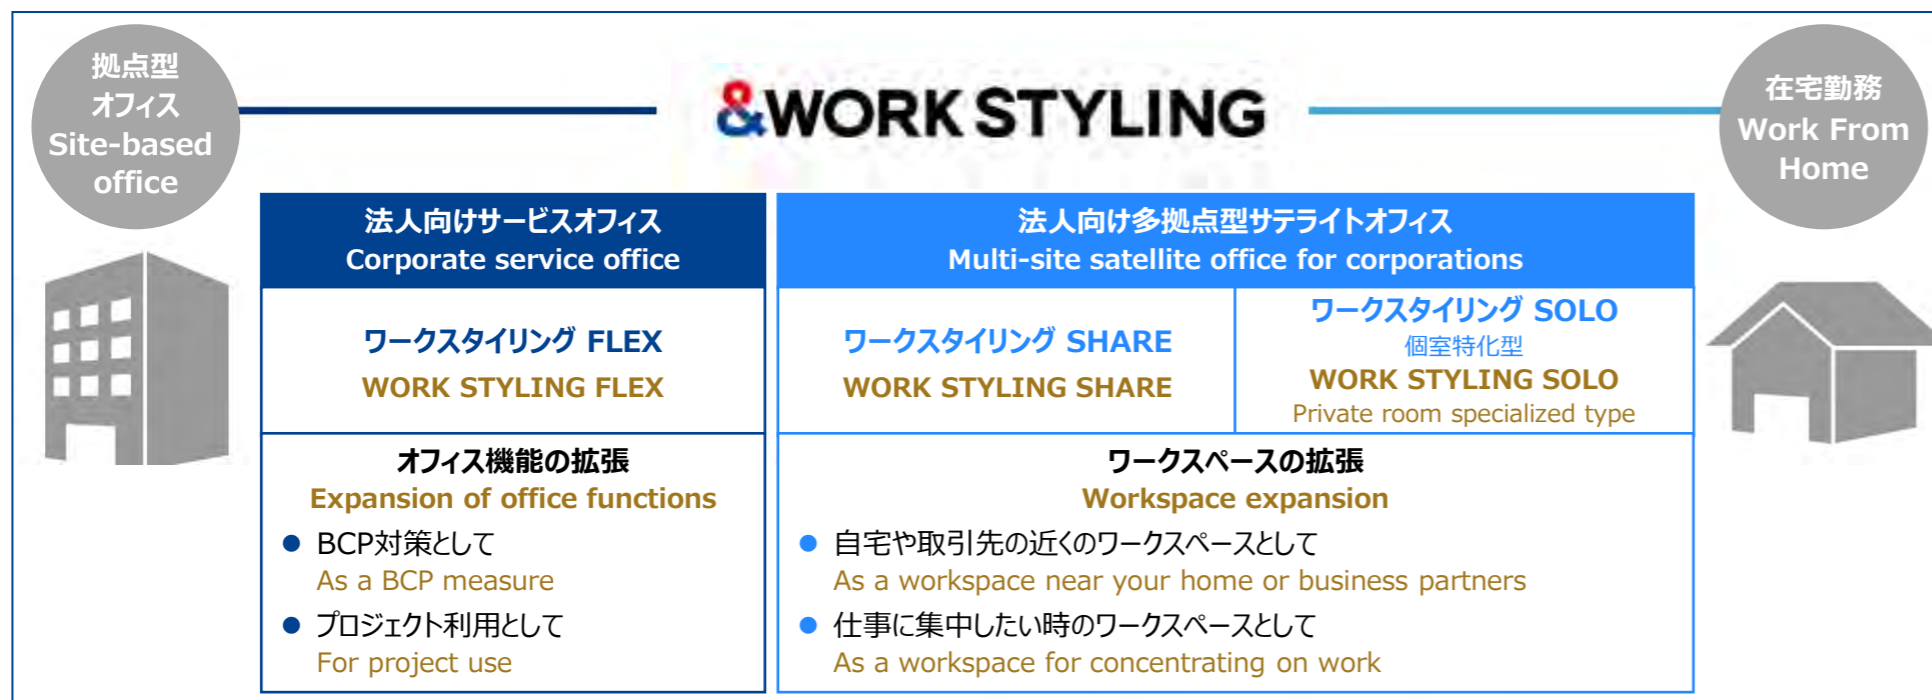 拠点型
オフィス
Site-based
office
&WORK STYLING
在宅勤務
Work From
Home
法人向けサービスオフィス
Corporate service office
法人向け多拠点型サテライトオフィス
Multi-site satellite office for corporations
ワークスタイリング FLEX
WORK STYLING FLEX
ワークスタイリング SHARE
WORK STYLING SHARE
ワークスタイリング SOLO
個室特化型
WORK STYLING SOLO
Private room specialized type
オフィス機能の拡張
Expansion of office functions
● BCP対策として
As a BCP measure
● プロジェクト利用として
For project use
ワークスペースの拡張
Workspace expansion
● 自宅や取引先の近くのワークスペースとして
As a workspace near your home or business partners
● 仕事に集中したい時のワークスペースとして
As a workspace for concentrating on work